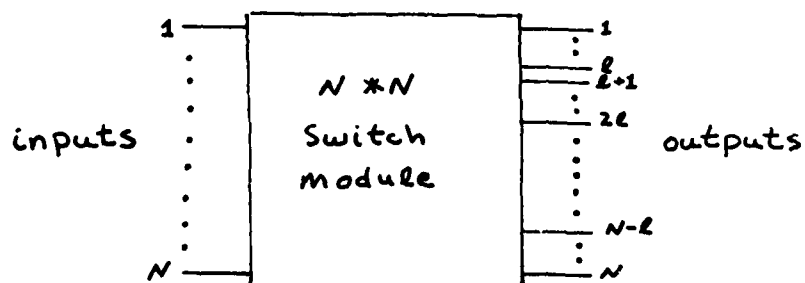 1
1
l
l+1
N * N
2l
inputs
Switch
outputs
module
N-l
N
N